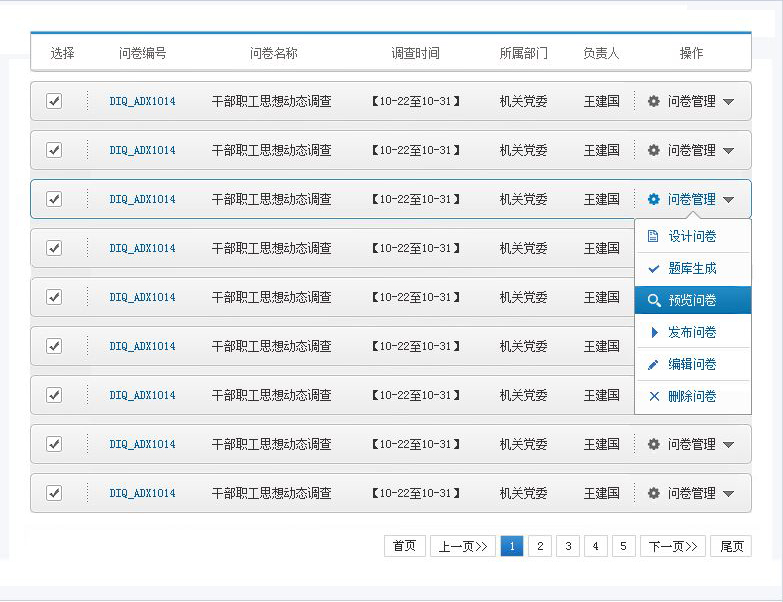 选择 问卷编号 问卷名称 调查时间 所属部门 负责人 操作
DIQ_ADX1014 干部职工思想动态调查 【10-22至10-31】 机关党委 王建国 问卷管理
DIQ_ADX1014 干部职工思想动态调查 【10-22至10-31】 机关党委 王建国 问卷管理
DIQ_ADX1014 干部职工思想动态调查 【10-22至10-31】 机关党委 王建国 问卷管理
设计问卷
DIQ_ADX1014 干部职工思想动态调查 【10-22至10-31】 机关党委 王建国
题库生成
DIQ_ADX1014 干部职工思想动态调查 【10-22至10-31】 机关党委 王建国
预览问卷
发布问卷
DIQ_ADX1014 干部职工思想动态调查 【10-22至10-31】 机关党委 王建国
编辑问卷
DIQ_ADX1014 干部职工思想动态调查 【10-22至10-31】 机关党委 王建国
删除问卷
DIQ_ADX1014 干部职工思想动态调查 【10-22至10-31】 机关党委 王建国 问卷管理
DIQ_ADX1014 干部职工思想动态调查 【10-22至10-31】 机关党委 王建国 问卷管理
首页 上一页>> 1 2 3 4 5 下一页>> 尾页